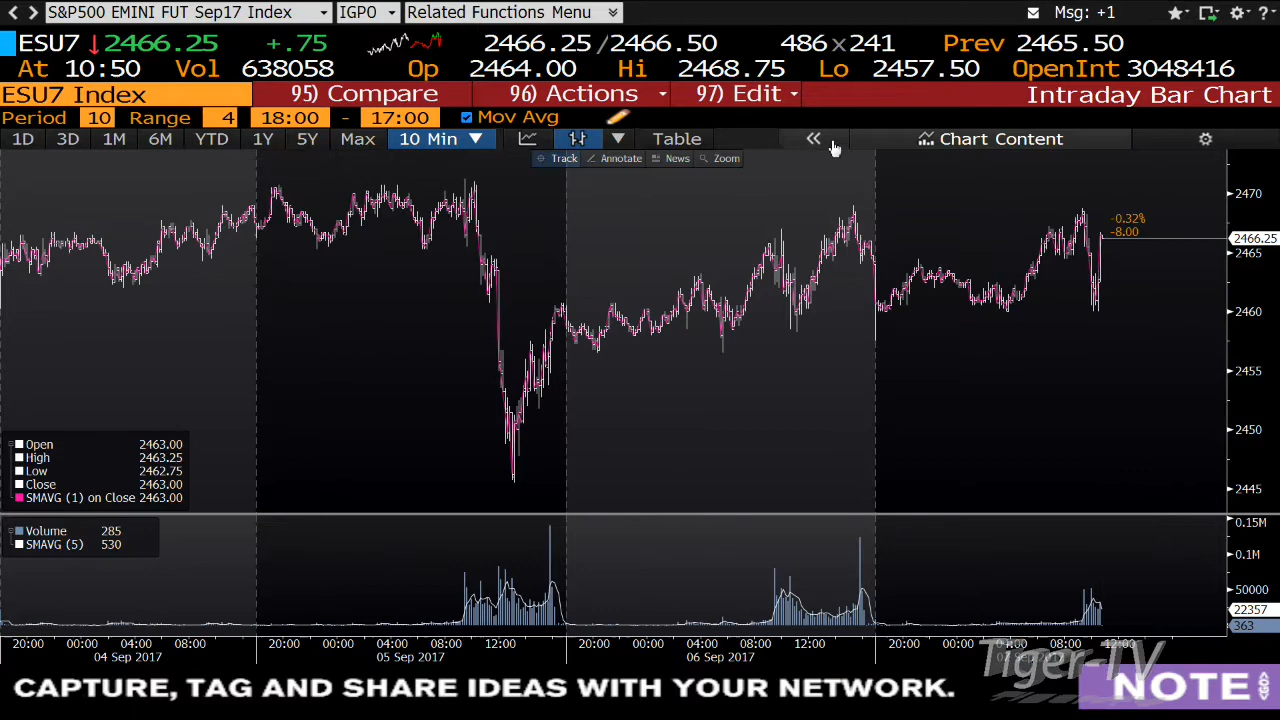 S&P500 EMINI FUT Sep17 Index IGPO Related Functions Menu Msg: +1
ESU7 2466.25 +.75 2466.25/2466.50 486x241 Prev 2465.50
At 10:50 Vol 638058 Op 2464.00 Hi 2468.75 Lo 2457.50 OpenInt 3048416
ESU7 Index 95) Compare 96) Actions 97) Edit Intraday Bar Chart
Period 10 Range 4 18:00 - 17:00 Mov Avg
1D 3D 1M 6M YTD 1Y 5Y Max 10 Min Table Chart Content
Track Annotate News Zoom
2470
-0.32%
-8.00
2466.25
2465
2460
2455
2450
2445
Open 2463.00
High 2463.25
Low 2462.75
Close 2463.00
SMAVG (1) on Close 2463.00
Volume 285
SMAVG (5) 530
0.15M
0.1M
50000
22357
363
20:00 00:00 04:00 08:00 20:00 00:00 04:00 08:00 12:00 20:00 00:00 04:00 08:00 12:00 20:00 00:00 04:00 08:00 12:00
04 Sep 2017 05 Sep 2017 06 Sep 2017 07 Sep 2017
Tiger-TV
CAPTURE, TAG AND SHARE IDEAS WITH YOUR NETWORK.
NOTE